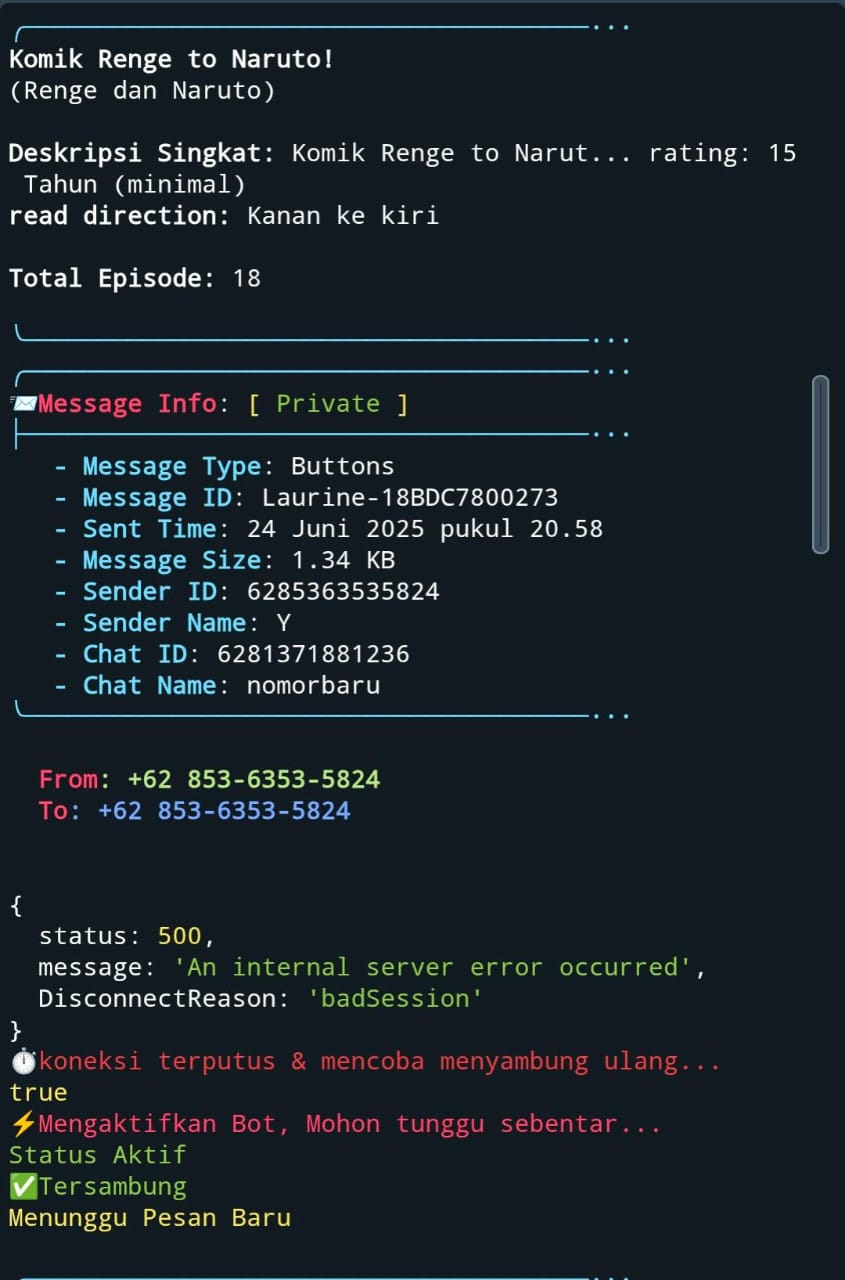 Komik Renge to Naruto!
(Renge dan Naruto)
Deskripsi Singkat: Komik Renge to Narut... rating: 15
Tahun (minimal)
read direction: Kanan ke kiri
Total Episode: 18
📨Message Info: [ Private ]
- Message Type: Buttons
- Message ID: Laurine-18BDC7800273
- Sent Time: 24 Juni 2025 pukul 20.58
- Message Size: 1.34 KB
- Sender ID: 6285363535824
- Sender Name: Y
- Chat ID: 6281371881236
- Chat Name: nomorbaru
From: +62 853-6353-5824
To: +62 853-6353-5824
{
status: 500,
message: 'An internal server error occurred',
DisconnectReason: 'badSession'
}
⏱️koneksi terputus & mencoba menyambung ulang...
true
⚡Mengaktifkan Bot, Mohon tunggu sebentar...
Status Aktif
✅Tersambung
Menunggu Pesan Baru